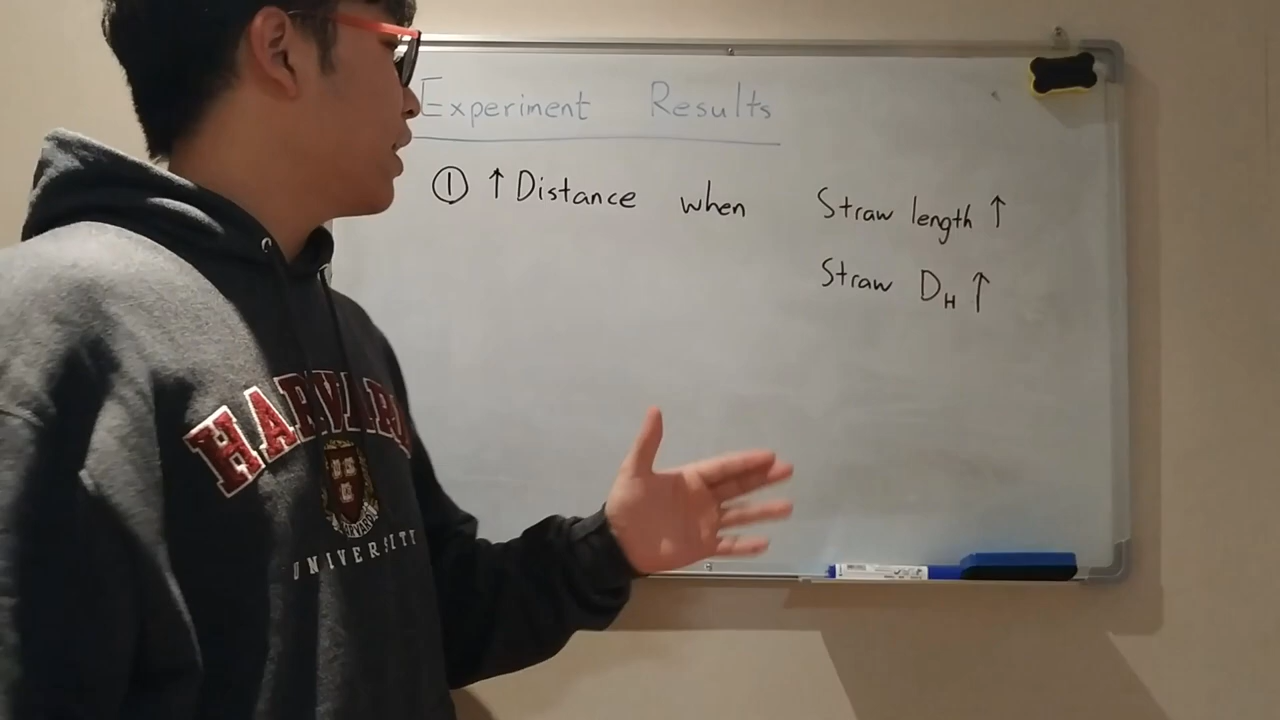 Experiment Results
① ↑ Distance when Straw length ↑
Straw D_H ↑
HARVARD
UNIVERSITY